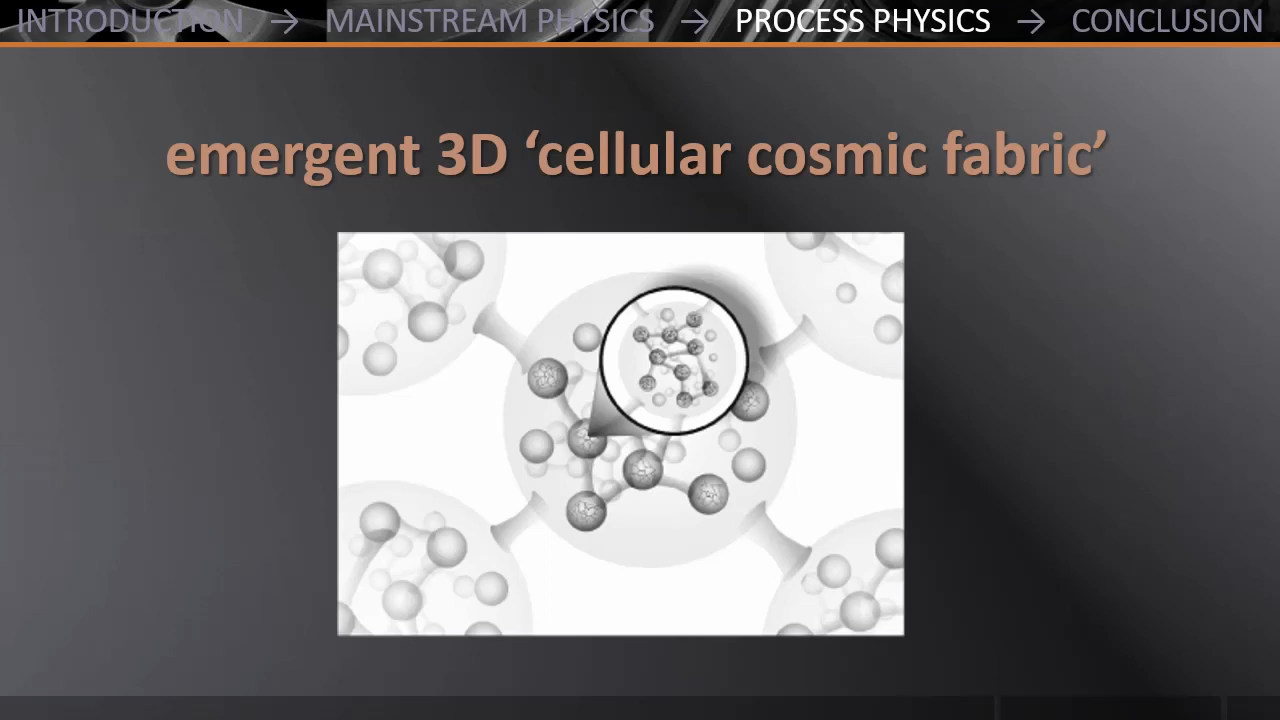 INTRODUCTION → MAINSTREAM PHYSICS → PROCESS PHYSICS → CONCLUSION
emergent 3D ‘cellular cosmic fabric’